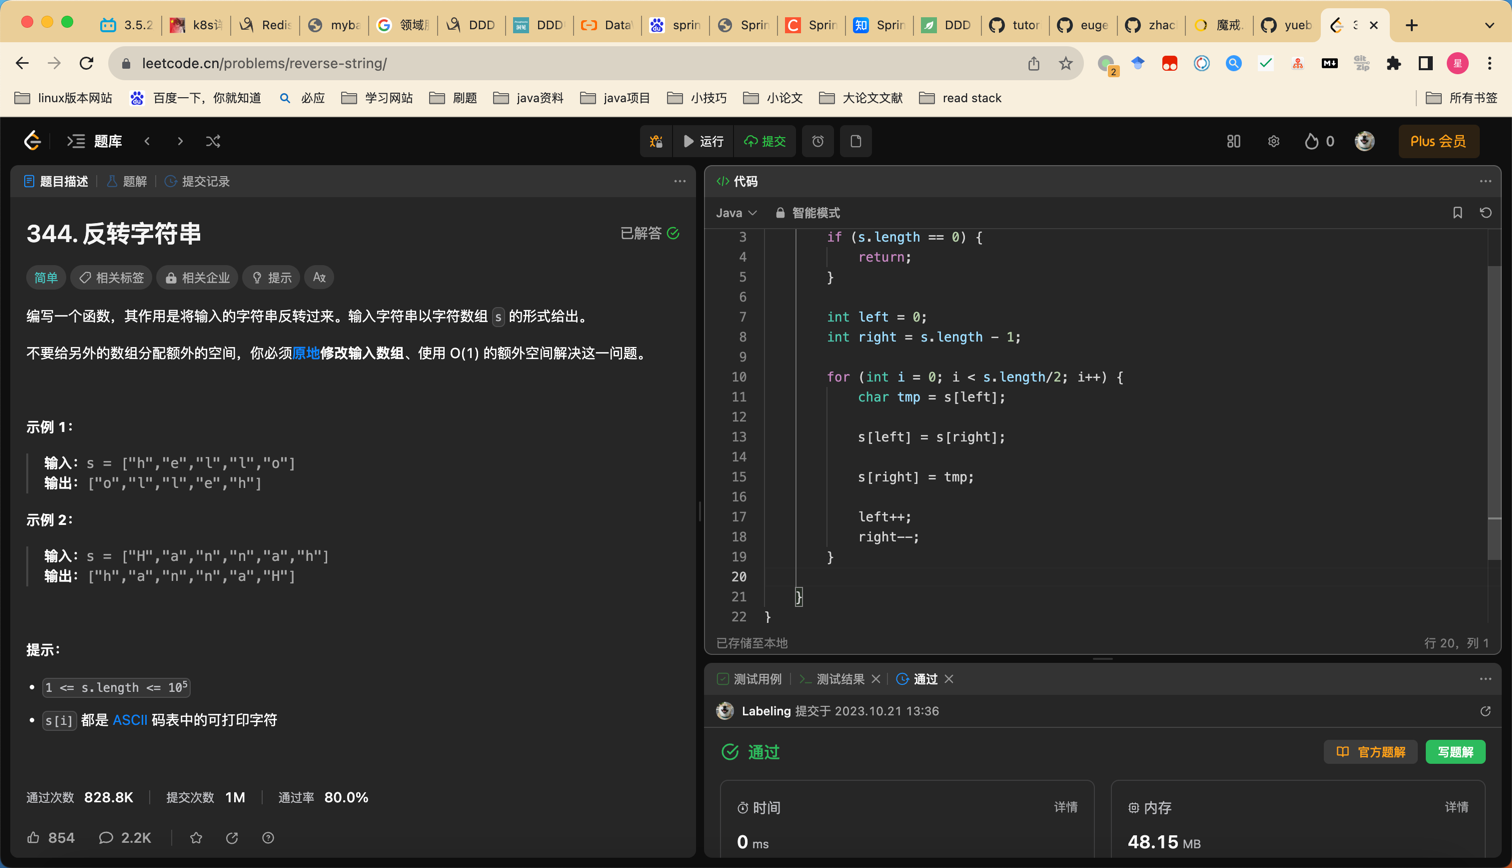 3.5.2
k8s详
Redis
myba
领域馬
DDD
DDD
Data
sprin
Sprin
Sprin
Sprin
DDD
tutor
euge
zhac
魔戒.
yueb
3
leetcode.cn/problems/reverse-string/
2
星
linux版本网站
百度一下，你就知道
必应
学习网站
刷题
java资料
java项目
小技巧
小论文
大论文文献
read stack
所有书签
题库
运行
提交
0
Plus 会员
题目描述
题解
提交记录
344. 反转字符串
已解答
简单
相关标签
相关企业
提示
编写一个函数，其作用是将输入的字符串反转过来。输入字符串以字符数组 s 的形式给出。
不要给另外的数组分配额外的空间，你必须原地修改输入数组、使用 O(1) 的额外空间解决这一问题。
示例 1：
输入：s = ["h","e","l","l","o"]
输出：["o","l","l","e","h"]
示例 2：
输入：s = ["H","a","n","n","a","h"]
输出：["h","a","n","n","a","H"]
提示：
1 <= s.length <= 10⁵
s[i] 都是 ASCII 码表中的可打印字符
通过次数 828.8K
提交次数 1M
通过率 80.0%
854
2.2K
代码
Java
智能模式
3 if (s.length == 0) {
4 return;
5 }
6
7 int left = 0;
8 int right = s.length - 1;
9
10 for (int i = 0; i < s.length/2; i++) {
11 char tmp = s[left];
12
13 s[left] = s[right];
14
15 s[right] = tmp;
16
17 left++;
18 right--;
19 }
20
21 }
22 }
已存储至本地
行 20，列 1
测试用例
测试结果
通过
Labeling 提交于 2023.10.21 13:36
通过
官方题解
写题解
时间
详情
0 ms
内存
详情
48.15 MB